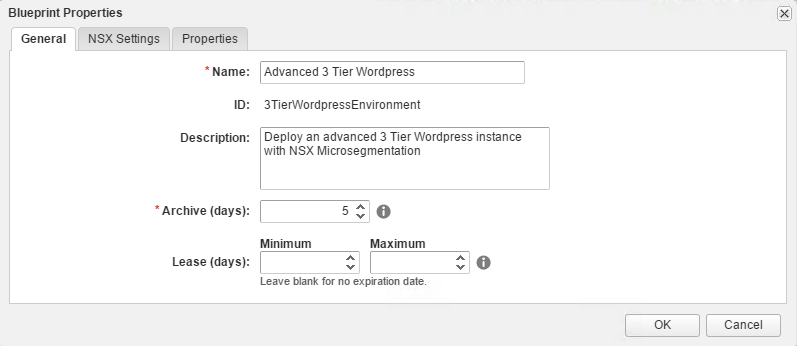 Blueprint Properties
General NSX Settings Properties
* Name: Advanced 3 Tier Wordpress
ID: 3TierWordpressEnvironment
Description: Deploy an advanced 3 Tier Wordpress instance
with NSX Microsegmentation
* Archive (days): 5
Minimum Maximum
Lease (days):
Leave blank for no expiration date.
OK Cancel